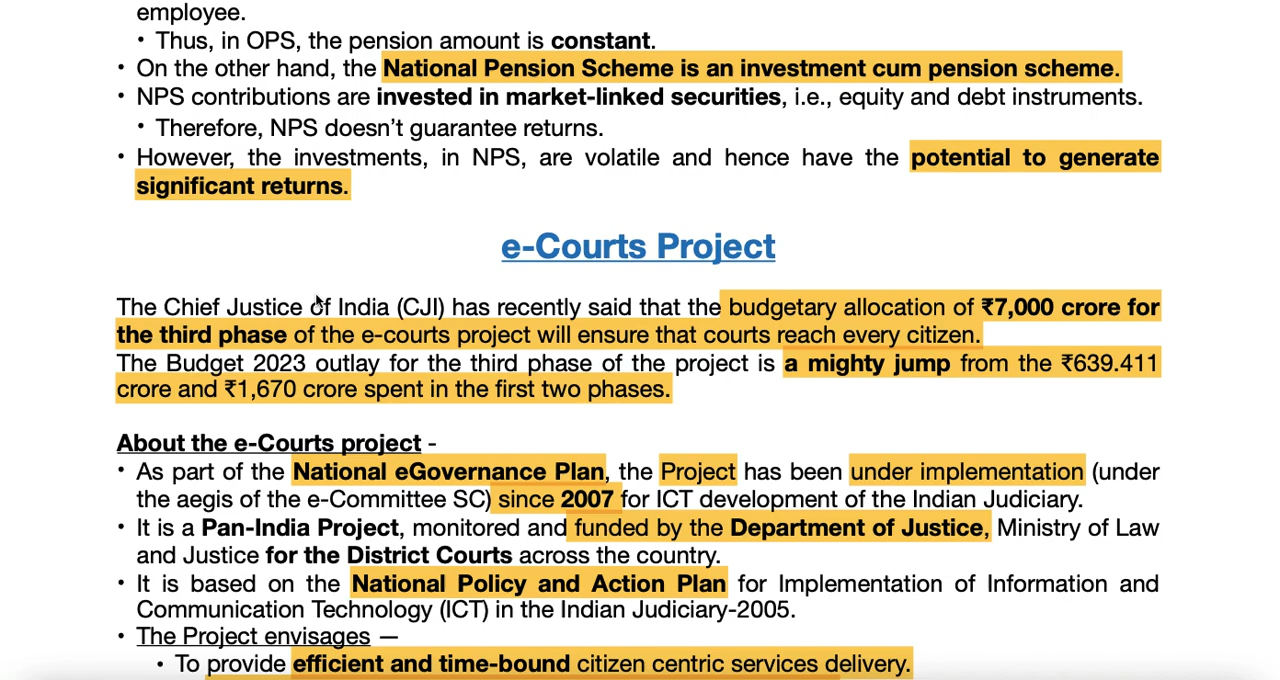 employee.
• Thus, in OPS, the pension amount is constant.
• On the other hand, the National Pension Scheme is an investment cum pension scheme.
• NPS contributions are invested in market-linked securities, i.e., equity and debt instruments.
• Therefore, NPS doesn’t guarantee returns.
• However, the investments, in NPS, are volatile and hence have the potential to generate
significant returns.
e-Courts Project
The Chief Justice of India (CJI) has recently said that the budgetary allocation of ₹7,000 crore for
the third phase of the e-courts project will ensure that courts reach every citizen.
The Budget 2023 outlay for the third phase of the project is a mighty jump from the ₹639.411
crore and ₹1,670 crore spent in the first two phases.
About the e-Courts project -
• As part of the National eGovernance Plan, the Project has been under implementation (under
the aegis of the e-Committee SC) since 2007 for ICT development of the Indian Judiciary.
• It is a Pan-India Project, monitored and funded by the Department of Justice, Ministry of Law
and Justice for the District Courts across the country.
• It is based on the National Policy and Action Plan for Implementation of Information and
Communication Technology (ICT) in the Indian Judiciary-2005.
• The Project envisages —
• To provide efficient and time-bound citizen centric services delivery.